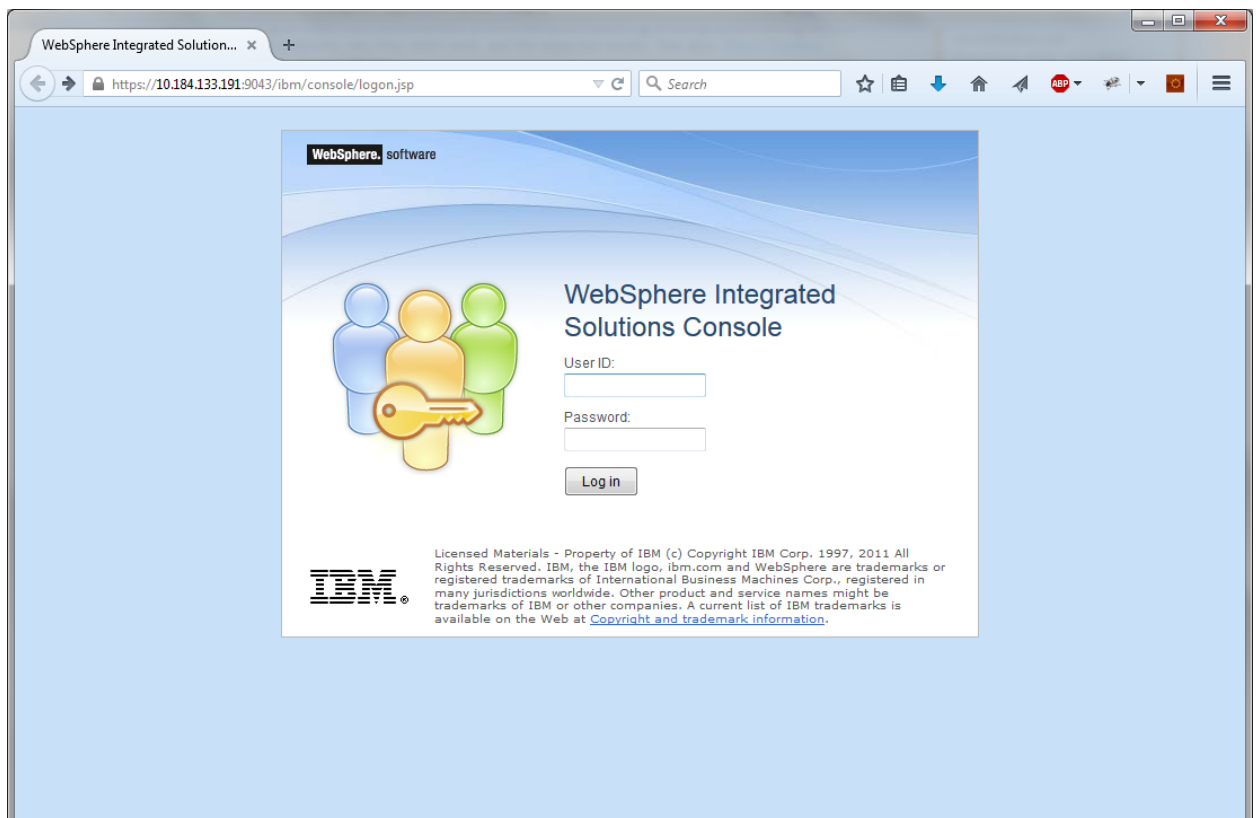 WebSphere Integrated Solution...
https://10.184.133.191:9043/ibm/console/logon.jsp
Search
ABP
WebSphere. software
WebSphere Integrated
Solutions Console
User ID:
Password:
Log in
IBM®
Licensed Materials - Property of IBM (c) Copyright IBM Corp. 1997, 2011 All
Rights Reserved. IBM, the IBM logo, ibm.com and WebSphere are trademarks or
registered trademarks of International Business Machines Corp., registered in
many jurisdictions worldwide. Other product and service names might be
trademarks of IBM or other companies. A current list of IBM trademarks is
available on the Web at Copyright and trademark information.